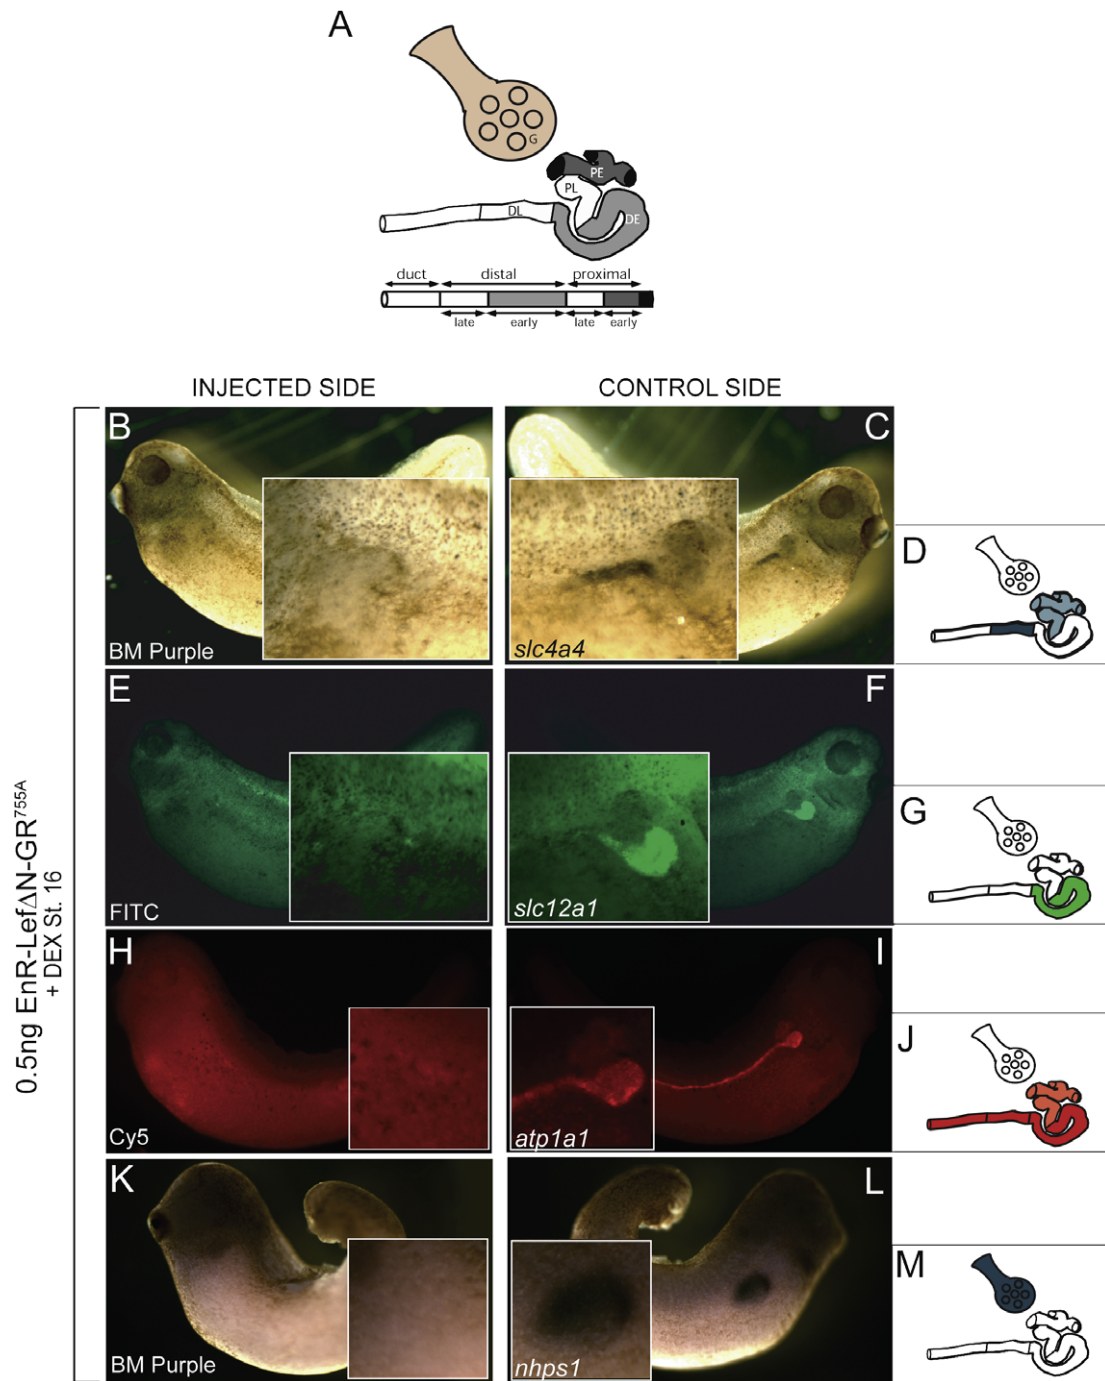 A
G
PE
PL
DL
DE
duct distal proximal
late early late early
INJECTED SIDE CONTROL SIDE
0.5ng EnR-LefΔN-GR755A
+ DEX St. 16
B
BM Purple
C
slc4a4
D
E
FITC
F
slc12a1
G
H
Cy5
I
atp1a1
J
K
BM Purple
L
nhps1
M